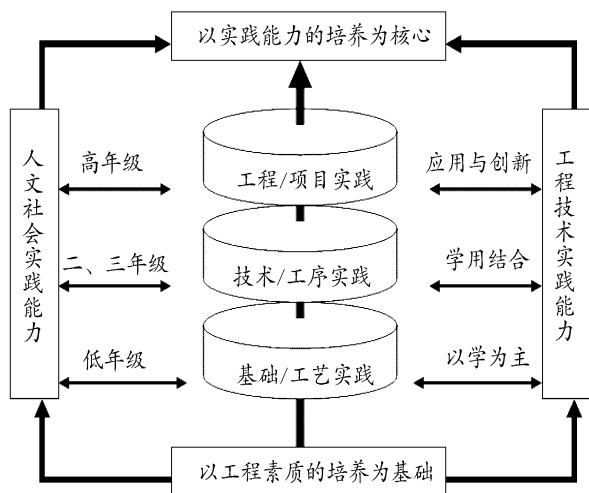 以实践能力的培养为核心
人文社会实践能力
高年级
工程/项目实践
应用与创新
工程技术实践能力
二、三年级
技术/工序实践
学用结合
低年级
基础/工艺实践
以学为主
以工程素质的培养为基础